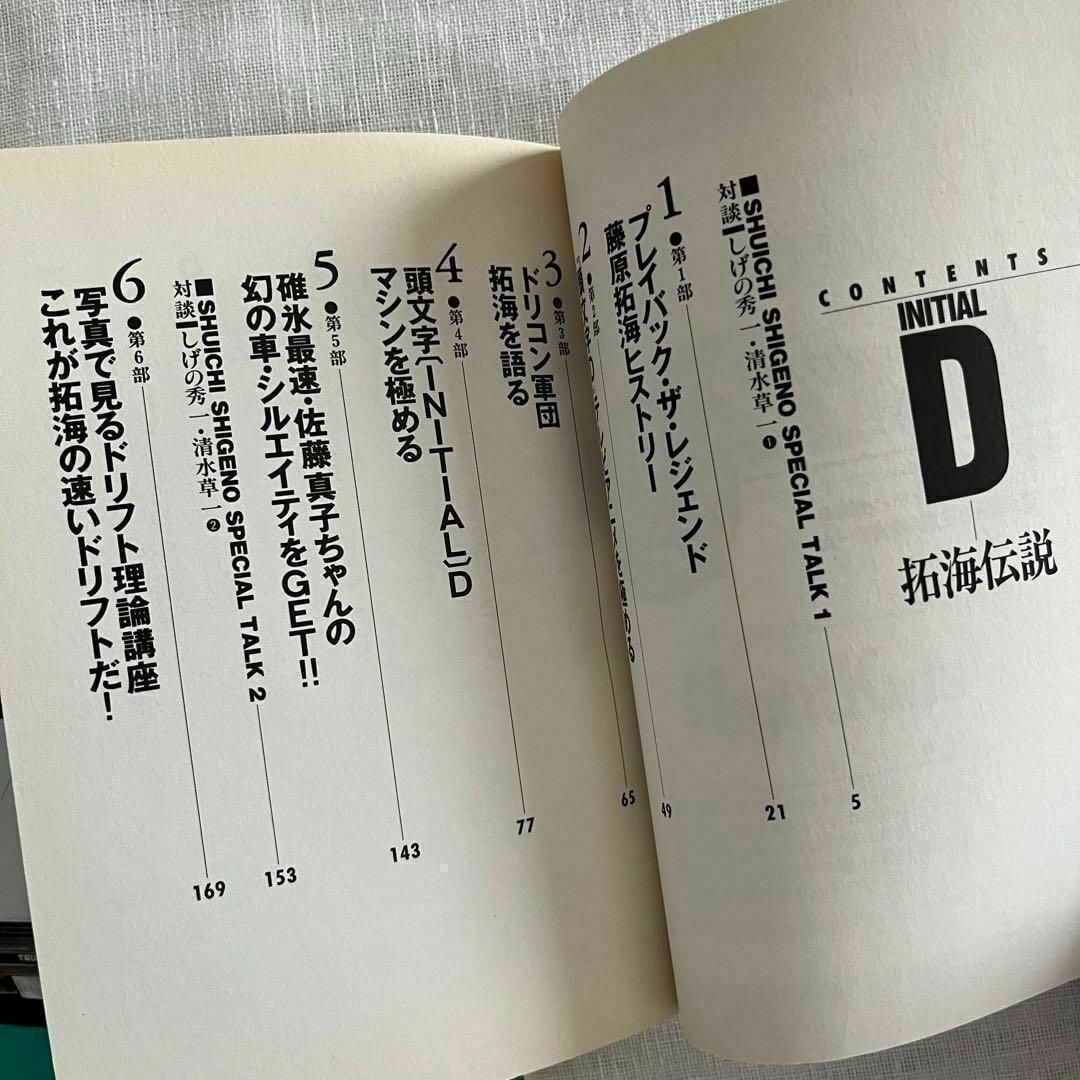 CONTENTS
INITIAL
D
拓海伝説
■SHUICHI SHIGENO SPECIAL TALK 1
対談 しげの秀一・清水草一❶
5
1●第1部
プレイバック・ザ・レジェンド
藤原拓海ヒストリー
21
2●第2部
を極める
49
65
3●第3部
ドリコン軍団
拓海を語る
77
4●第4部
頭文字〔INITIAL〕D
マシンを極める
143
5●第5部
碓氷最速・佐藤真子ちゃんの
幻の車・シルエイティをGET!!
153
■SHUICHI SHIGENO SPECIAL TALK 2
対談 しげの秀一・清水草一❷
169
6●第6部
写真で見るドリフト理論講座
これが拓海の速いドリフトだ!